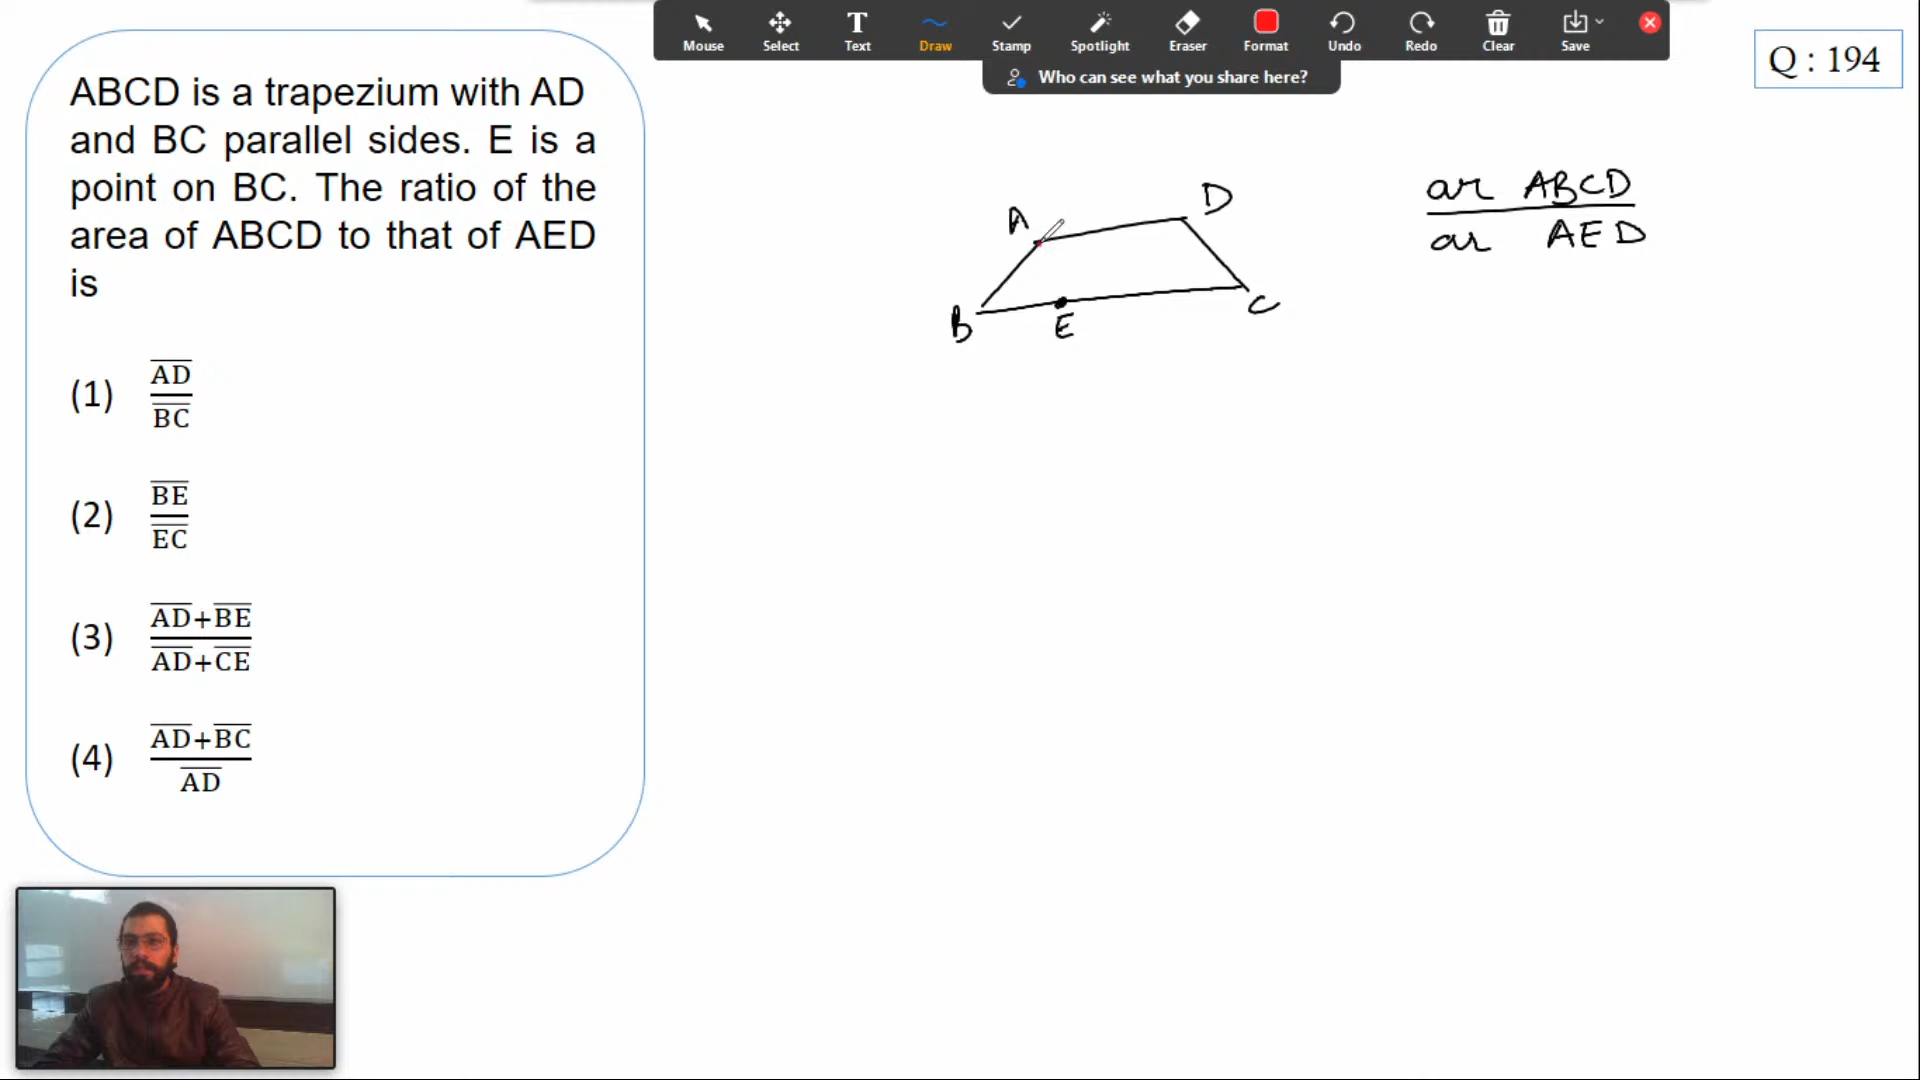 Mouse Select Text Draw Stamp Spotlight Eraser Format Undo Redo Clear Save
Who can see what you share here?
Q : 194
ABCD is a trapezium with AD
and BC parallel sides. E is a
point on BC. The ratio of the
area of ABCD to that of AED
is
(1) AD
BC
(2) BE
EC
(3) AD+BE
AD+CE
(4) AD+BC
AD
A
D
B
E
C
ar ABCD
ar AED